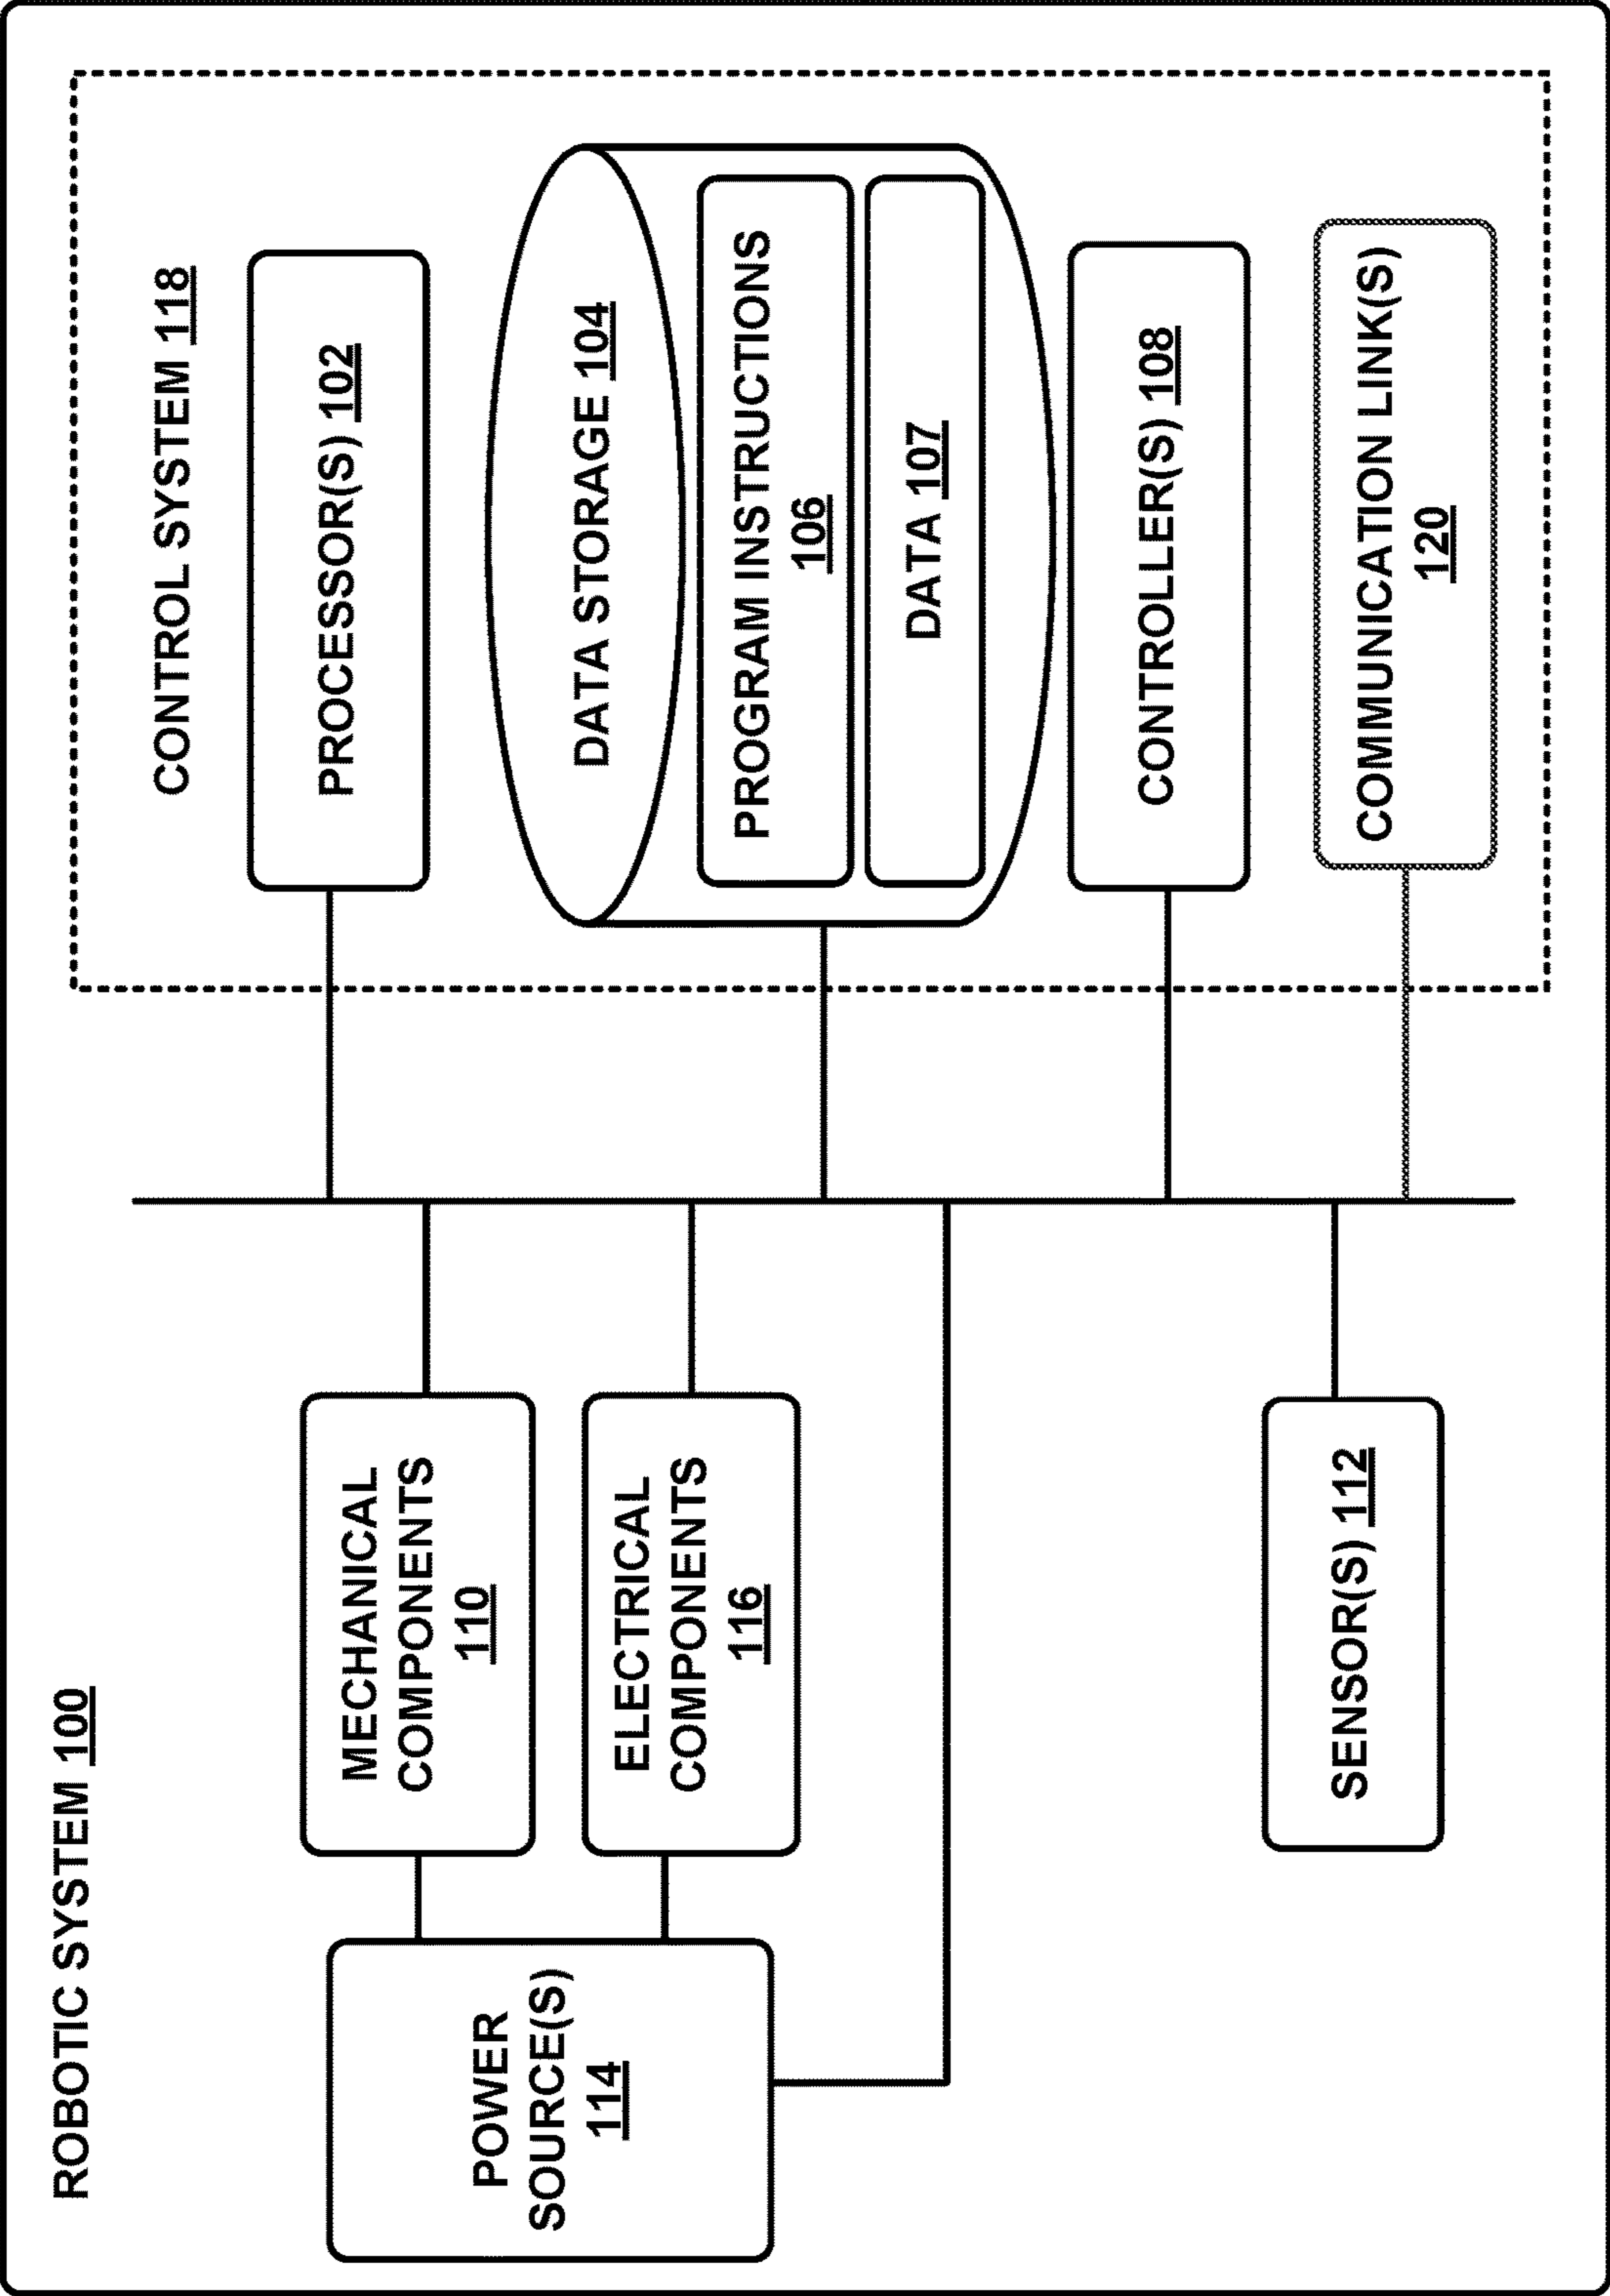 ROBOTIC SYSTEM 100
POWER
SOURCE(S)
114
MECHANICAL
COMPONENTS
110
ELECTRICAL
COMPONENTS
116
SENSOR(S) 112
CONTROL SYSTEM 118
PROCESSOR(S) 102
DATA STORAGE 104
PROGRAM INSTRUCTIONS
106
DATA 107
CONTROLLER(S) 108
COMMUNICATION LINK(S)
120